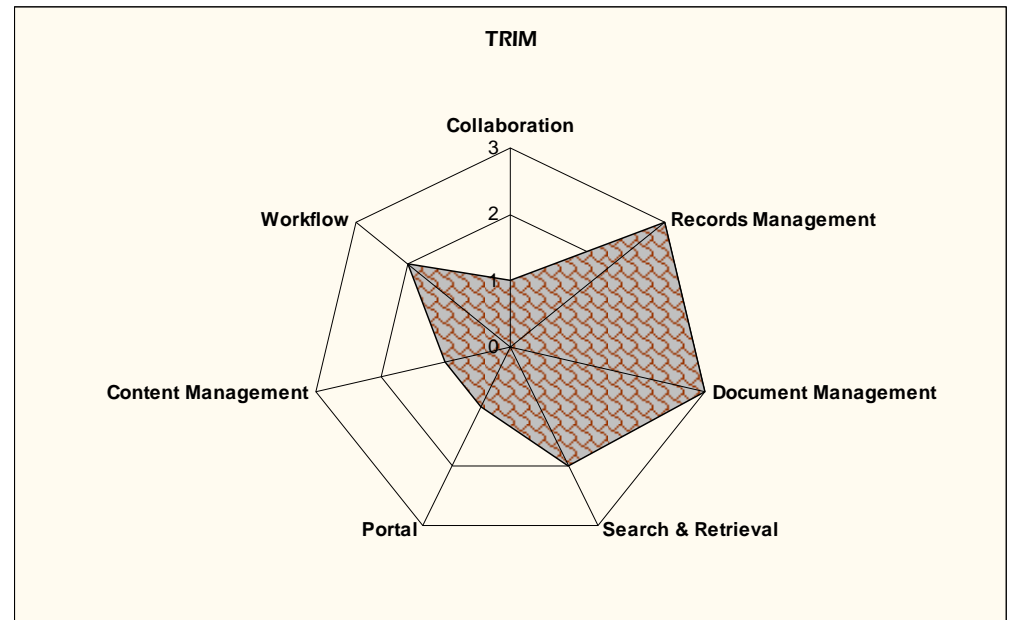 TRIM
Collaboration
3
Workflow
2
Records Management
1
0
Content Management
Document Management
Portal
Search & Retrieval